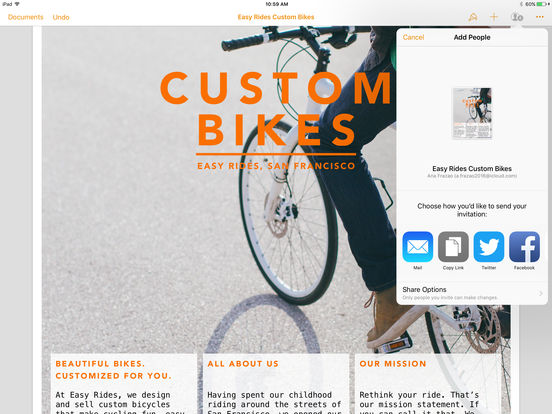 iPad
10:59 AM
60%
Documents
Undo
Easy Rides Custom Bikes
CUSTOM
BIKES
EASY RIDES, SAN FRANCISCO
Cancel
Add People
Easy Rides Custom Bikes
Aria Frazao (a.frazao2016@icloud.com)
Choose how you'd like to send your
invitation:
Mail
Copy Link
Twitter
Facebook
Share Options
Only people you invite can make changes.
BEAUTIFUL BIKES.
CUSTOMIZED FOR YOU.
At Easy Rides, we design
and sell custom bicycles
that make cycling fun, easy
ALL ABOUT US
Having spent our childhood
riding around the streets of
San Francisco, we opened our
OUR MISSION
Rethink your ride. That's
our mission statement. If
you can call it that. We